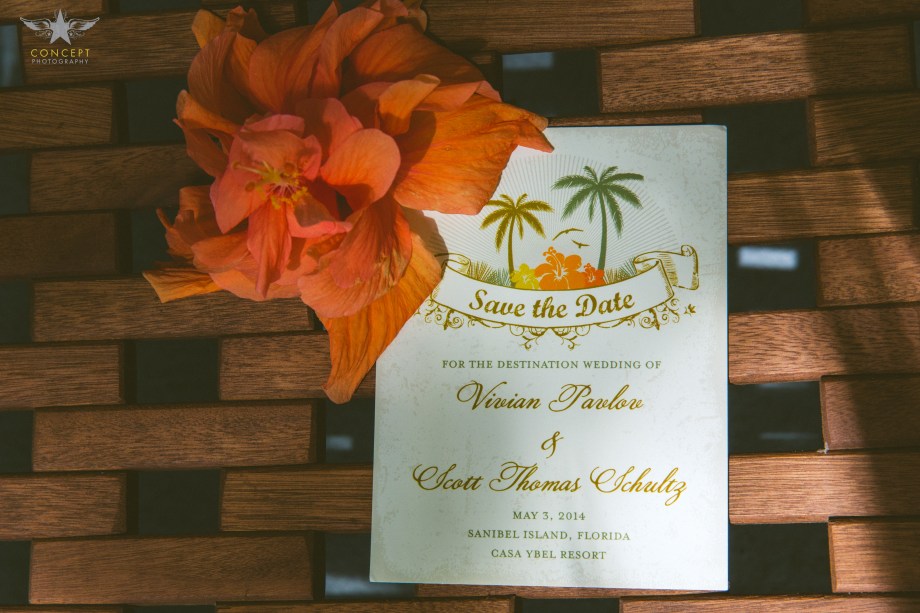 CONCEPT
PHOTOGRAPHY
Save the Date
FOR THE DESTINATION WEDDING OF
Vivian Pavlov
&
Scott Thomas Schultz
MAY 3, 2014
SANIBEL ISLAND, FLORIDA
CASA YBEL RESORT